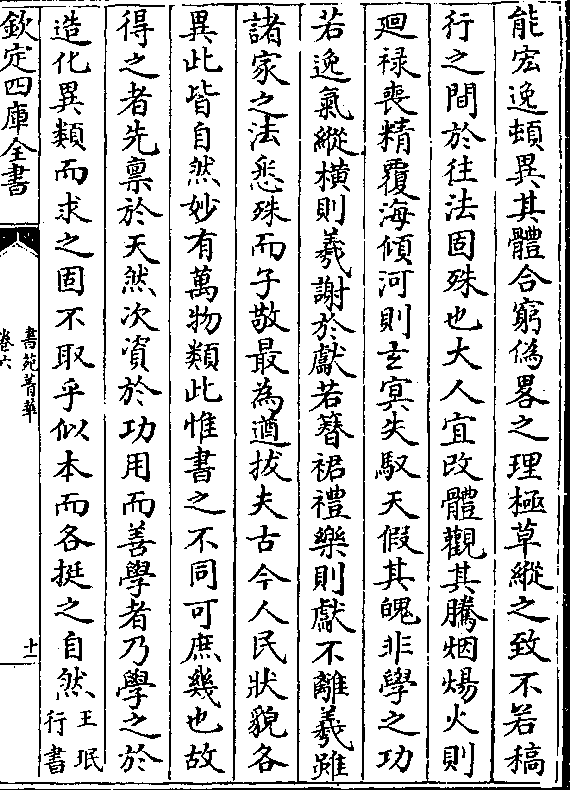 能宏逸頓異其體合窮偽畧之理極草縱之致不若稿
行之間於往法固殊也大人宜改體觀其騰烟煬火則
廻禄喪精覆海傾河則𤣥冥失馭天假其魄非學之功
若逸氣縱橫則羲謝於獻若簪裾禮樂則獻不離羲雖
諸家之法悉殊而子敬最為遒拔夫古今人民狀貌各
異此皆自然妙有萬物類此惟書之不同可庶幾也故
得之者先禀於天然次資於功用而善學者乃學之於
造化異類而求之固不取乎似本而各挺之自然王珉行書
欽定四庫全書
書苑菁華
卷六
十一